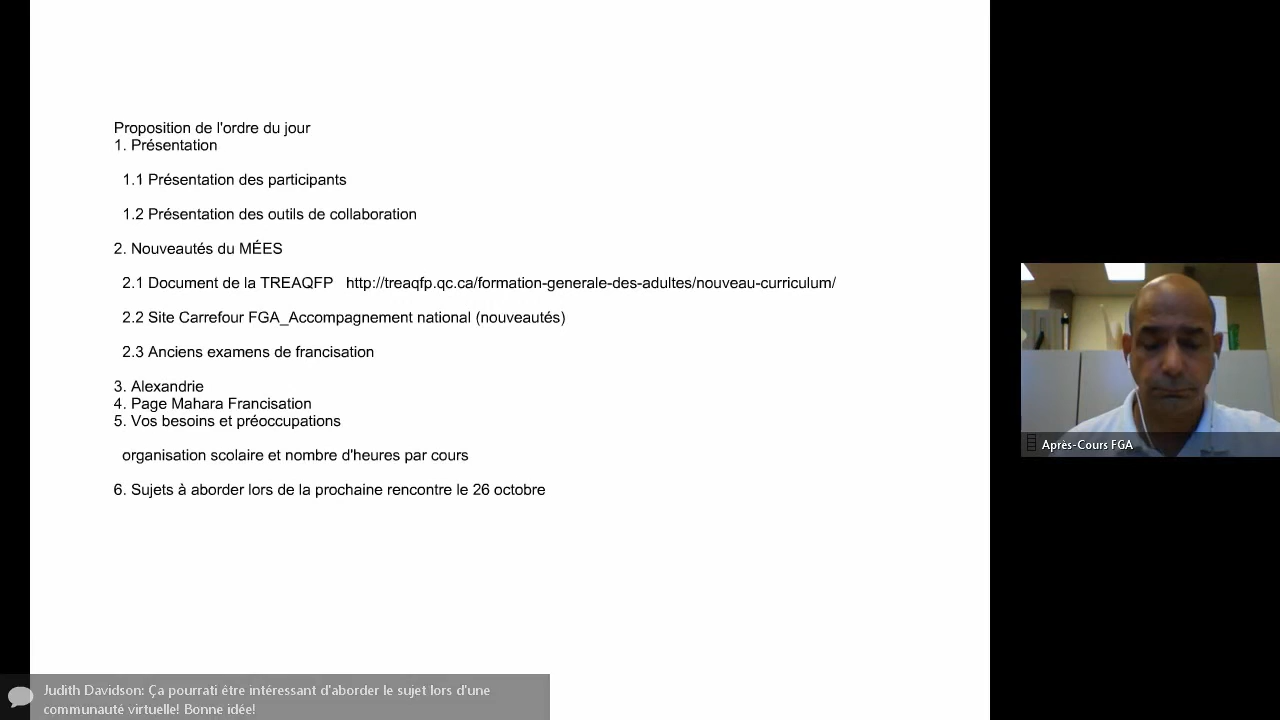 Proposition de l'ordre du jour
1. Présentation
1.1 Présentation des participants
1.2 Présentation des outils de collaboration
2. Nouveautés du MÉES
2.1 Document de la TREAQFP http://treaqfp.qc.ca/formation-generale-des-adultes/nouveau-curriculum/
2.2 Site Carrefour FGA_Accompagnement national (nouveautés)
2.3 Anciens examens de francisation
3. Alexandrie
4. Page Mahara Francisation
5. Vos besoins et préoccupations
organisation scolaire et nombre d'heures par cours
6. Sujets à aborder lors de la prochaine rencontre le 26 octobre
Après-Cours FGA
Judith Davidson: Ça pourrati être intéressant d'aborder le sujet lors d'une
communauté virtuelle! Bonne idée!